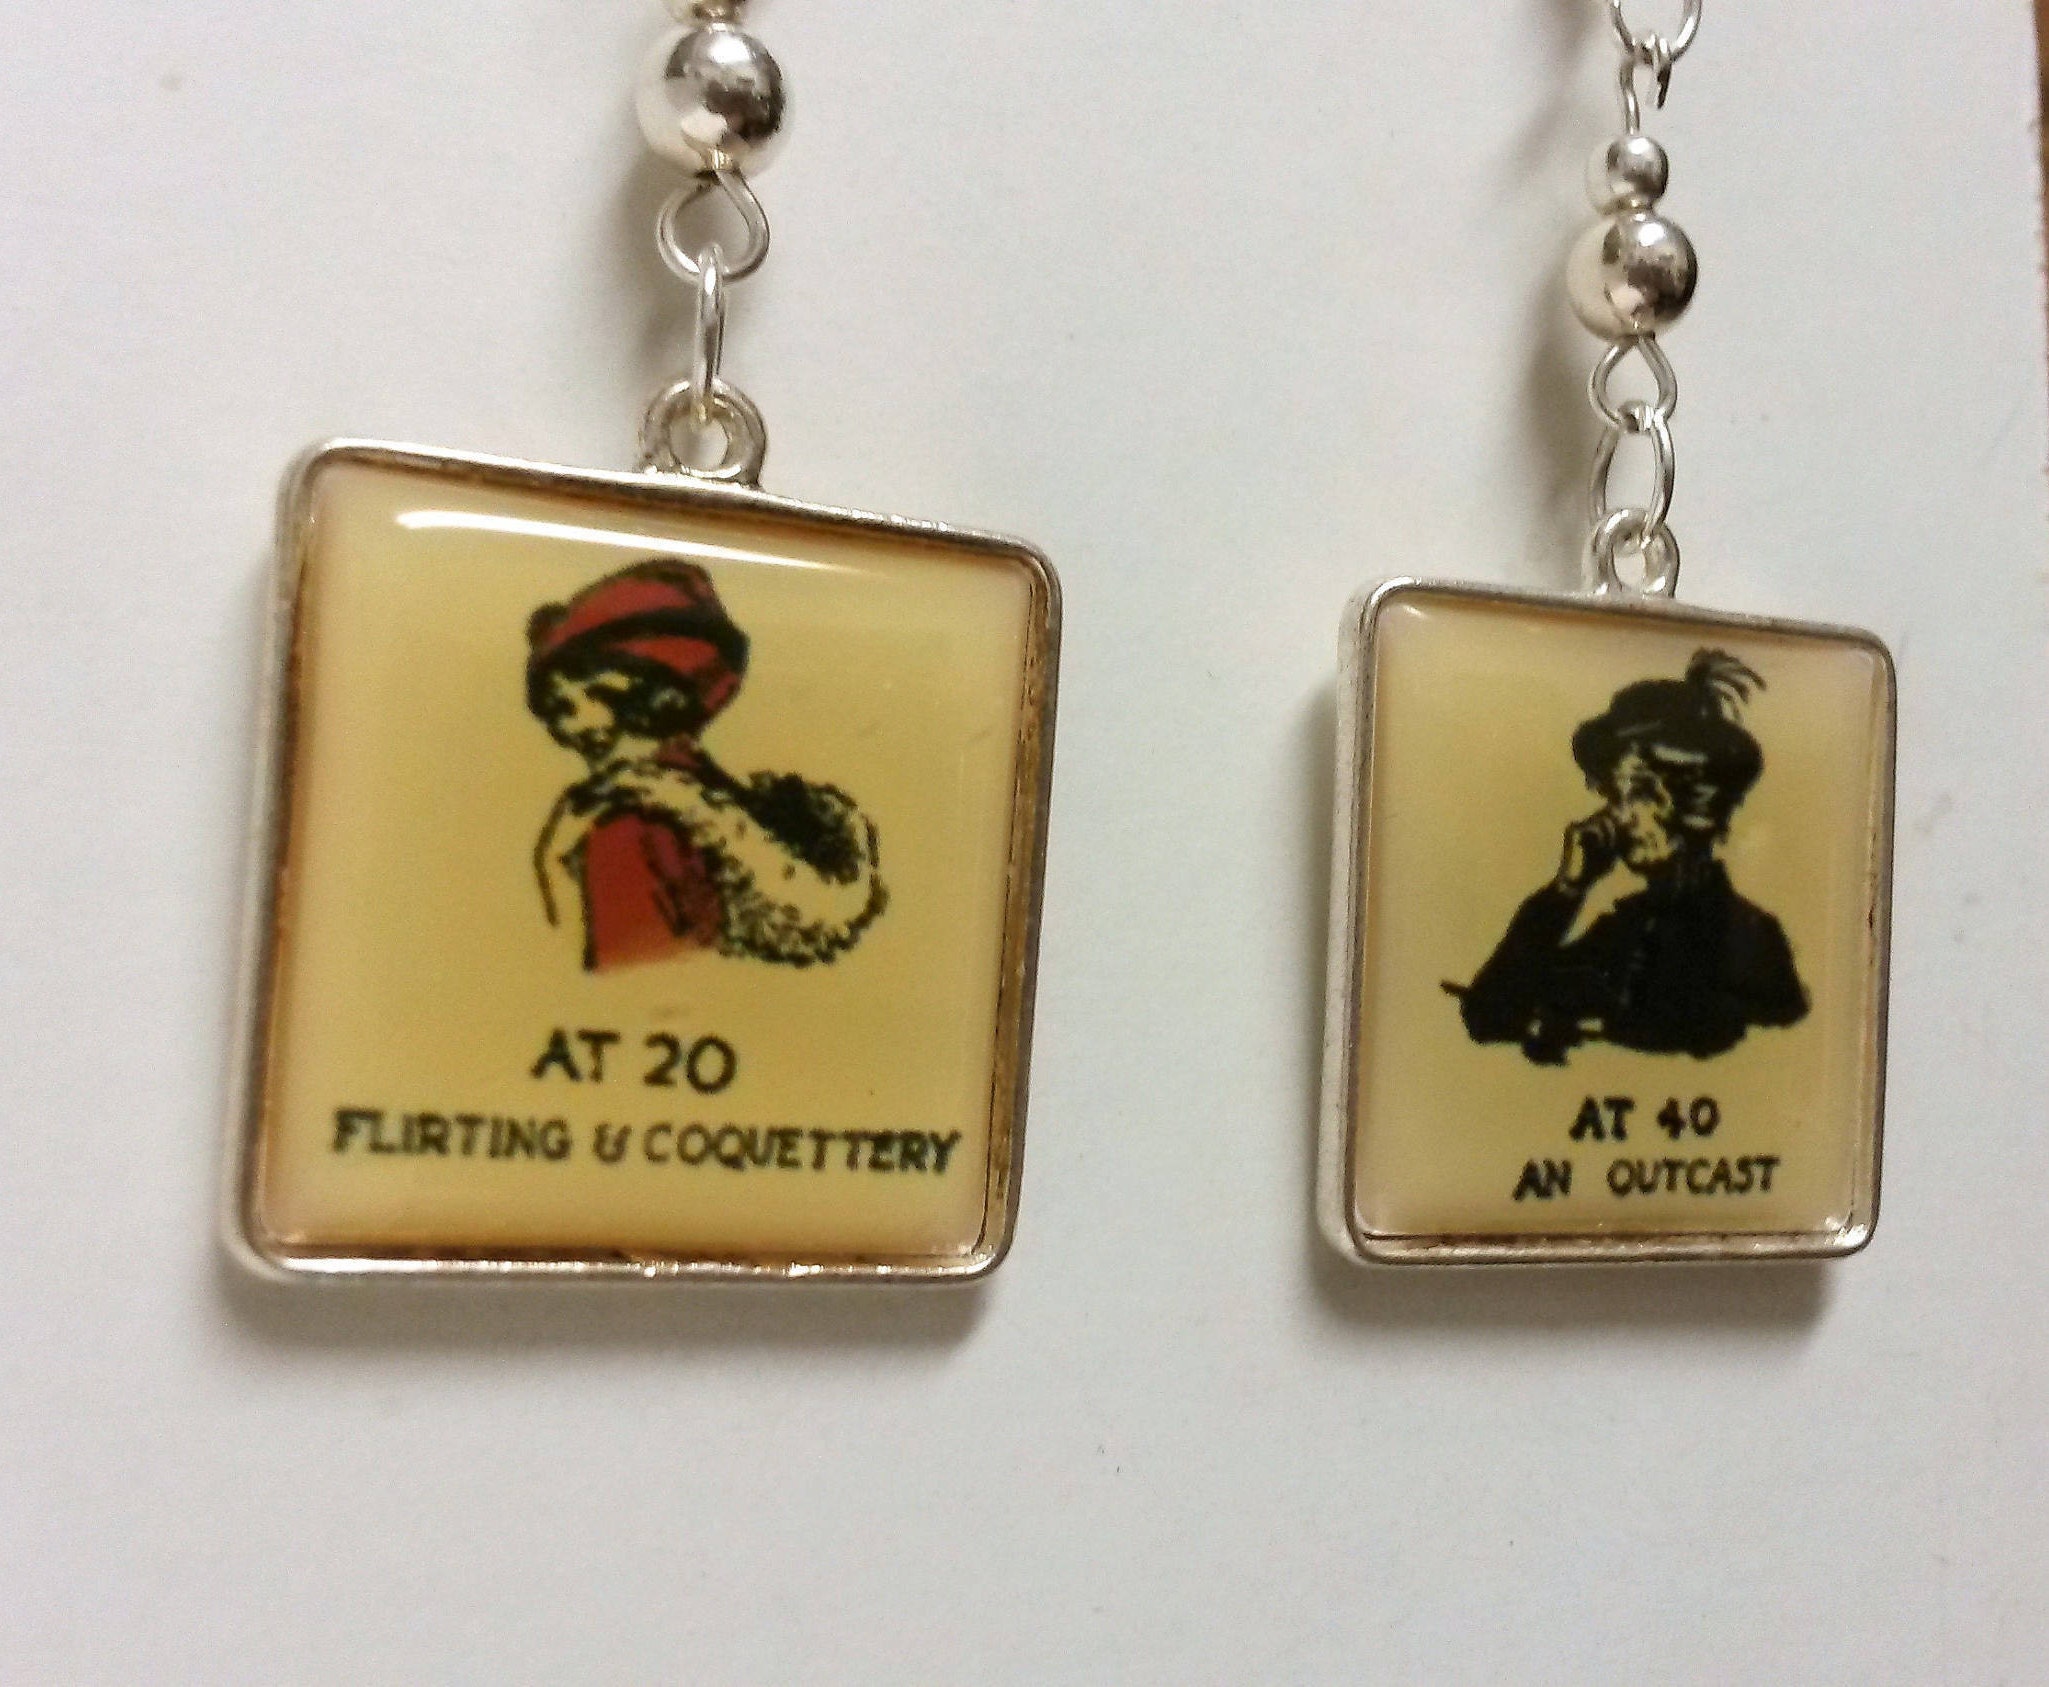 AT 20
FLIRTING & COQUETTERY
AT 40
AN OUTCAST